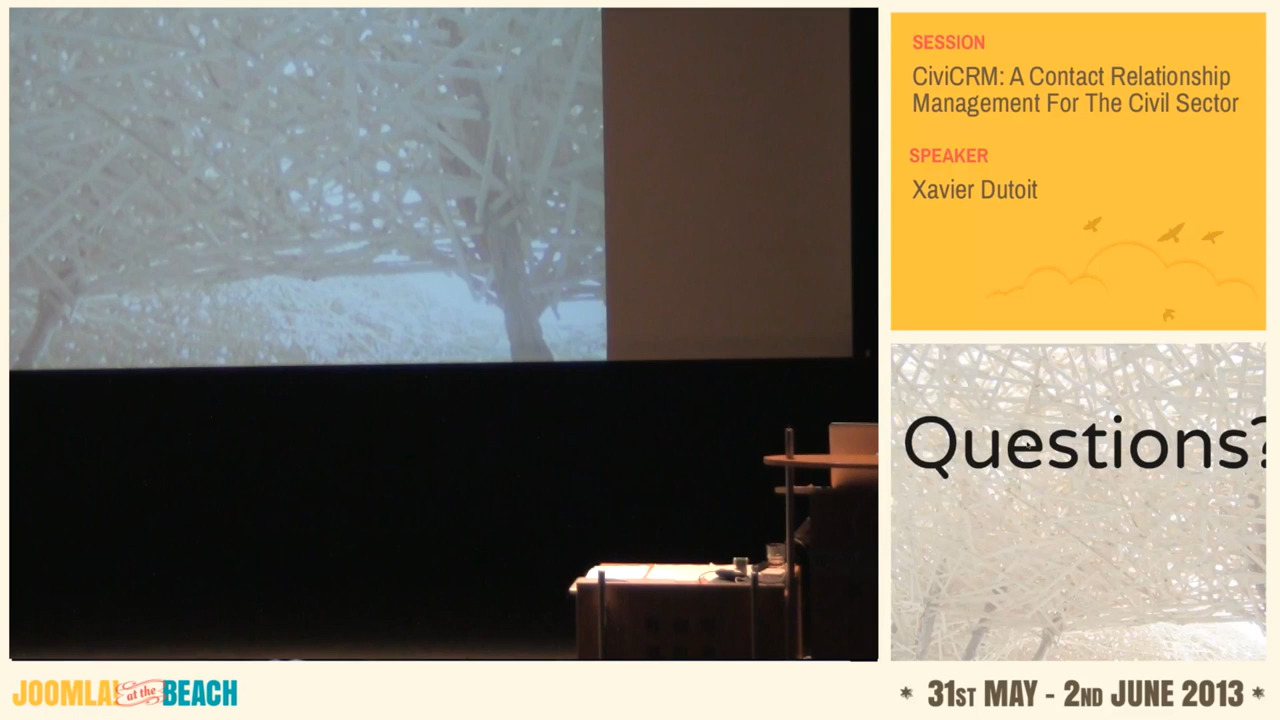 SESSION
CiviCRM: A Contact Relationship
Management For The Civil Sector
SPEAKER
Xavier Dutoit
Questions?
JOOMLA! at the BEACH
* 31ST MAY - 2ND JUNE 2013 *